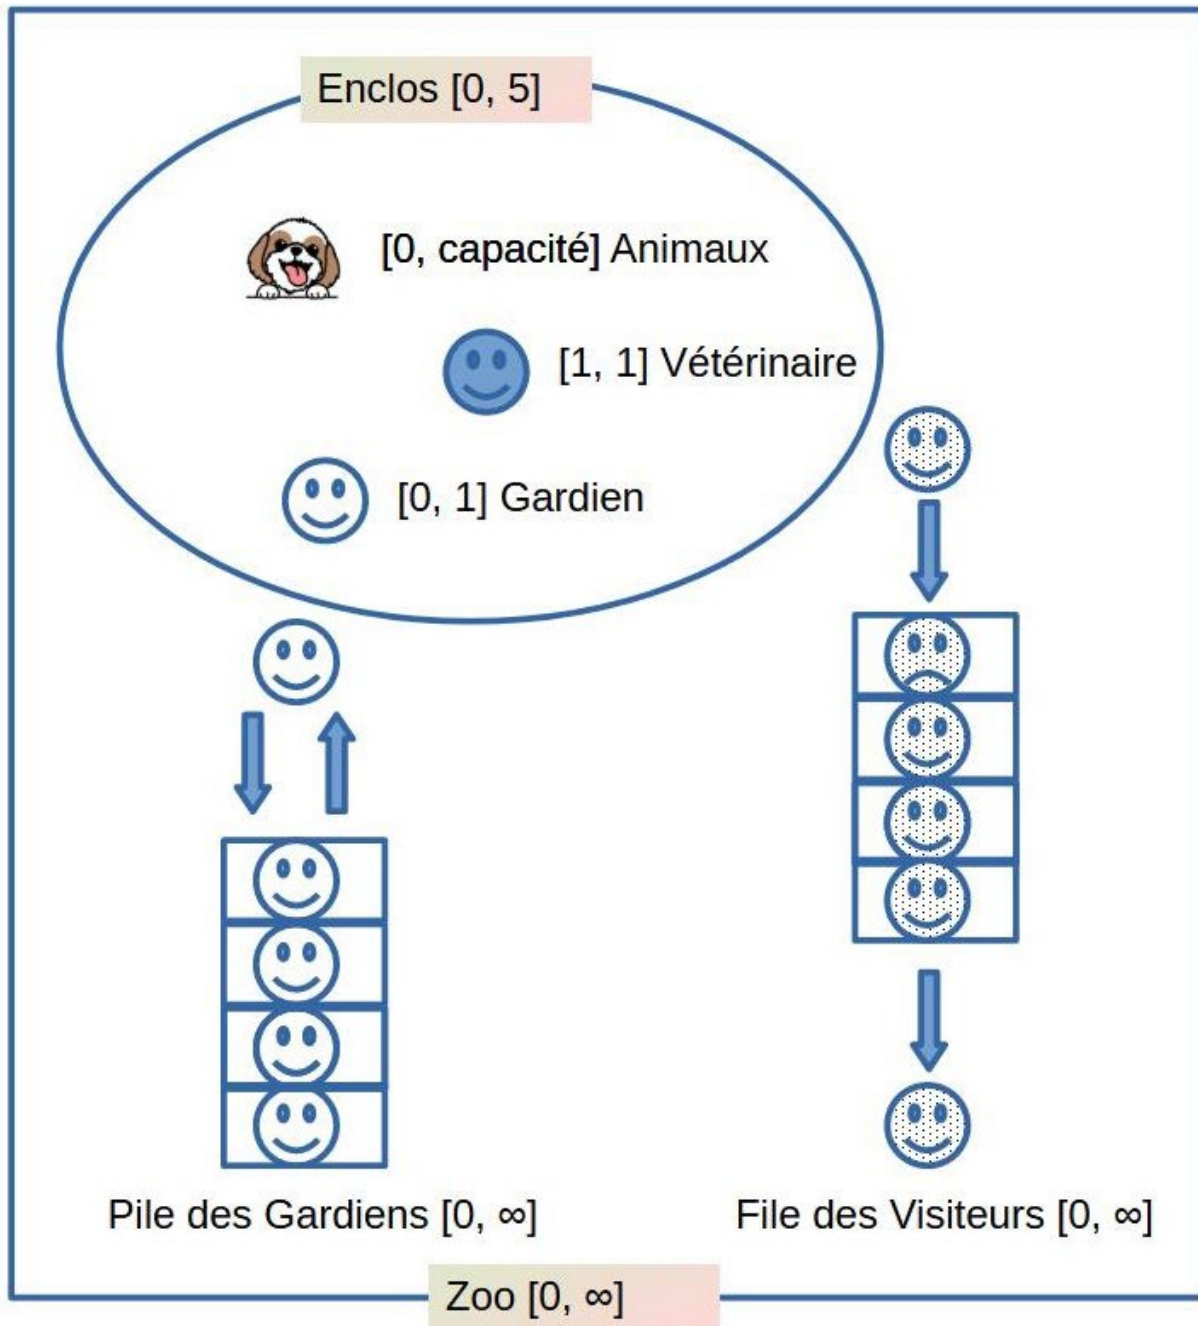 Enclos [0, 5]
[0, capacité] Animaux
[1, 1] Vétérinaire
[0, 1] Gardien
Pile des Gardiens [0, ∞]
File des Visiteurs [0, ∞]
Zoo [0, ∞]